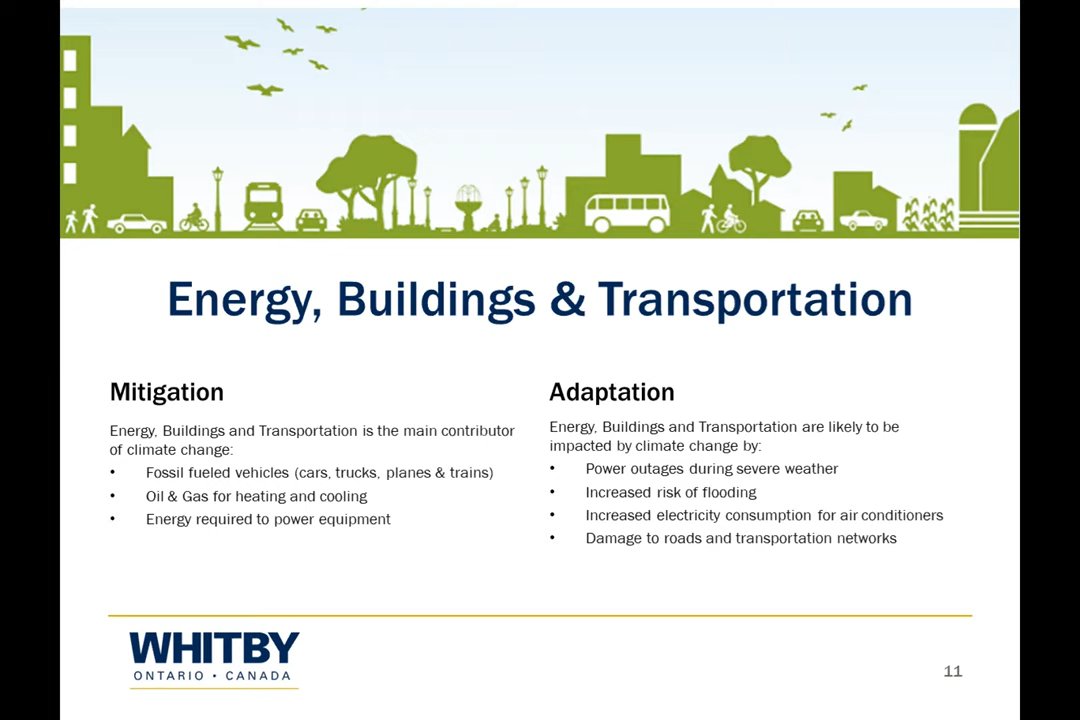 Energy, Buildings & Transportation
Mitigation
Energy, Buildings and Transportation is the main contributor
of climate change:
• Fossil fueled vehicles (cars, trucks, planes & trains)
• Oil & Gas for heating and cooling
• Energy required to power equipment
Adaptation
Energy, Buildings and Transportation are likely to be
impacted by climate change by:
• Power outages during severe weather
• Increased risk of flooding
• Increased electricity consumption for air conditioners
• Damage to roads and transportation networks
WHITBY
ONTARIO • CANADA
11